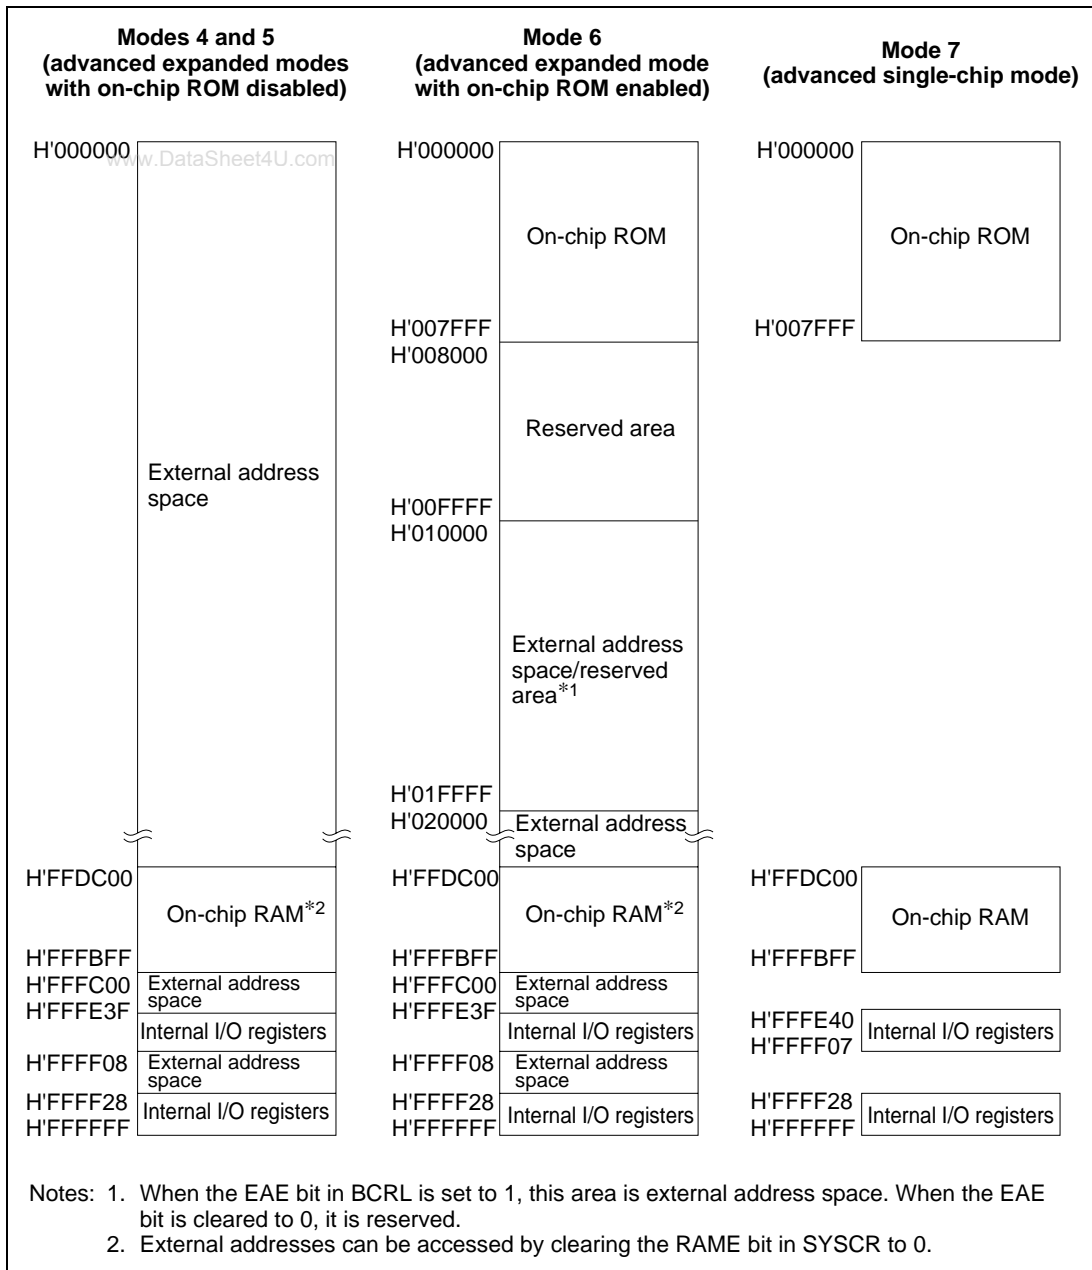 Modes 4 and 5
(advanced expanded modes
with on-chip ROM disabled)
H'000000
www.DataSheet4U.com
External address
space
H'FFDC00
On-chip RAM*2
H'FFFBFF
H'FFFC00
External address
space
H'FFFE3F
Internal I/O registers
H'FFFF08
External address
space
H'FFFF28
Internal I/O registers
H'FFFFFF
Mode 6
(advanced expanded mode
with on-chip ROM enabled)
H'000000
On-chip ROM
H'007FFF
H'008000
Reserved area
H'00FFFF
H'010000
External address
space/reserved
area*1
H'01FFFF
H'020000
External address
space
H'FFDC00
On-chip RAM*2
H'FFFBFF
H'FFFC00
External address
space
H'FFFE3F
Internal I/O registers
H'FFFF08
External address
space
H'FFFF28
Internal I/O registers
H'FFFFFF
Mode 7
(advanced single-chip mode)
H'000000
On-chip ROM
H'007FFF
H'FFDC00
On-chip RAM
H'FFFBFF
H'FFFE40
Internal I/O registers
H'FFFF07
H'FFFF28
Internal I/O registers
H'FFFFFF
Notes: 1. When the EAE bit in BCRL is set to 1, this area is external address space. When the EAE
bit is cleared to 0, it is reserved.
2. External addresses can be accessed by clearing the RAME bit in SYSCR to 0.